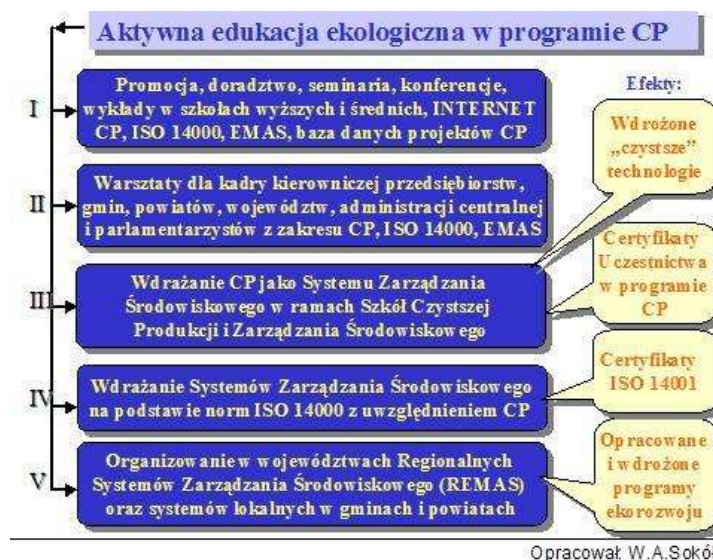 Aktywna edukacja ekologiczna w programie CP
I
Promocja, doradztwo, seminaria, konferencje,
wykłady w szkołach wyższych i średnich, INTERNET
CP, ISO 14000, EMAS, baza danych projektów CP
II
Warsztaty dla kadry kierowniczej przedsiębiorstw,
gmin, powiatów, województw, administracji centralnej
i parlamentarzystów z zakresu CP, ISO 14000, EMAS
III
Wdrażanie CP jako Systemu Zarządzania
Środowiskowego w ramach Szkół Czystszej
Produkcji i Zarządzania Środowiskowego
IV
Wdrażanie Systemów Zarządzania Środowiskowego
na podstawie norm ISO 14000 z uwzględnieniem CP
V
Organizowanie w województwach Regionalnych
Systemów Zarządzania Środowiskowego (REMAS)
oraz systemów lokalnych w gminach i powiatach
Efekty:
Wdrożone
„czystsze”
technologie
Certyfikaty
Uczestnictwa
w programie
CP
Certyfikaty
ISO 14001
Opracowane
i wdrożone
programy
ekorozwoju
Opracował: W.A.Sokó